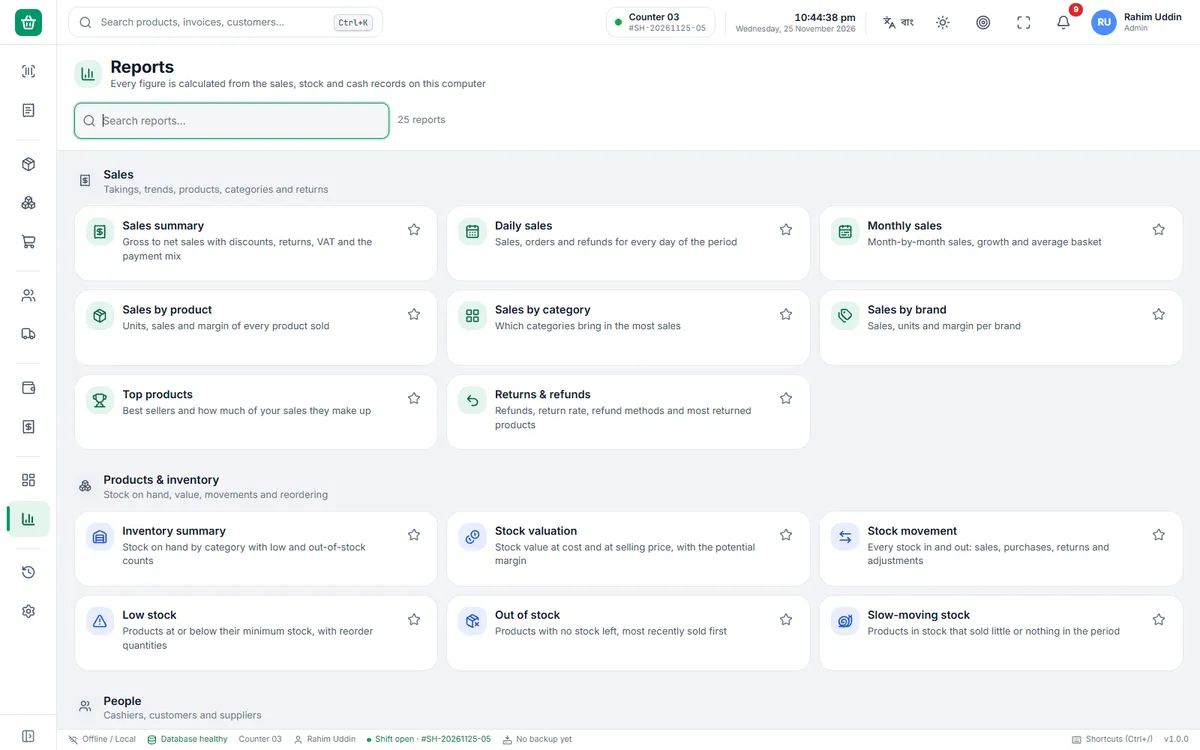 Search products, invoices, customers...
Ctrl+K
Counter 03
#SH-20261125-05
10:44:38 pm
Wednesday, 25 November 2026
বাং
9
RU
Rahim Uddin
Admin
Reports
Every figure is calculated from the sales, stock and cash records on this computer
Search reports...
25 reports
Sales
Takings, trends, products, categories and returns
Sales summary
Gross to net sales with discounts, returns, VAT and the
payment mix
Daily sales
Sales, orders and refunds for every day of the period
Monthly sales
Month-by-month sales, growth and average basket
Sales by product
Units, sales and margin of every product sold
Sales by category
Which categories bring in the most sales
Sales by brand
Sales, units and margin per brand
Top products
Best sellers and how much of your sales they make up
Returns & refunds
Refunds, return rate, refund methods and most returned
products
Products & inventory
Stock on hand, value, movements and reordering
Inventory summary
Stock on hand by category with low and out-of-stock
counts
Stock valuation
Stock value at cost and at selling price, with the potential
margin
Stock movement
Every stock in and out: sales, purchases, returns and
adjustments
Low stock
Products at or below their minimum stock, with reorder
quantities
Out of stock
Products with no stock left, most recently sold first
Slow-moving stock
Products in stock that sold little or nothing in the period
People
Cashiers, customers and suppliers
Offline / Local
Database healthy
Counter 03
Rahim Uddin
Shift open · #SH-20261125-05
No backup yet
Shortcuts (Ctrl+/)
v1.0.0